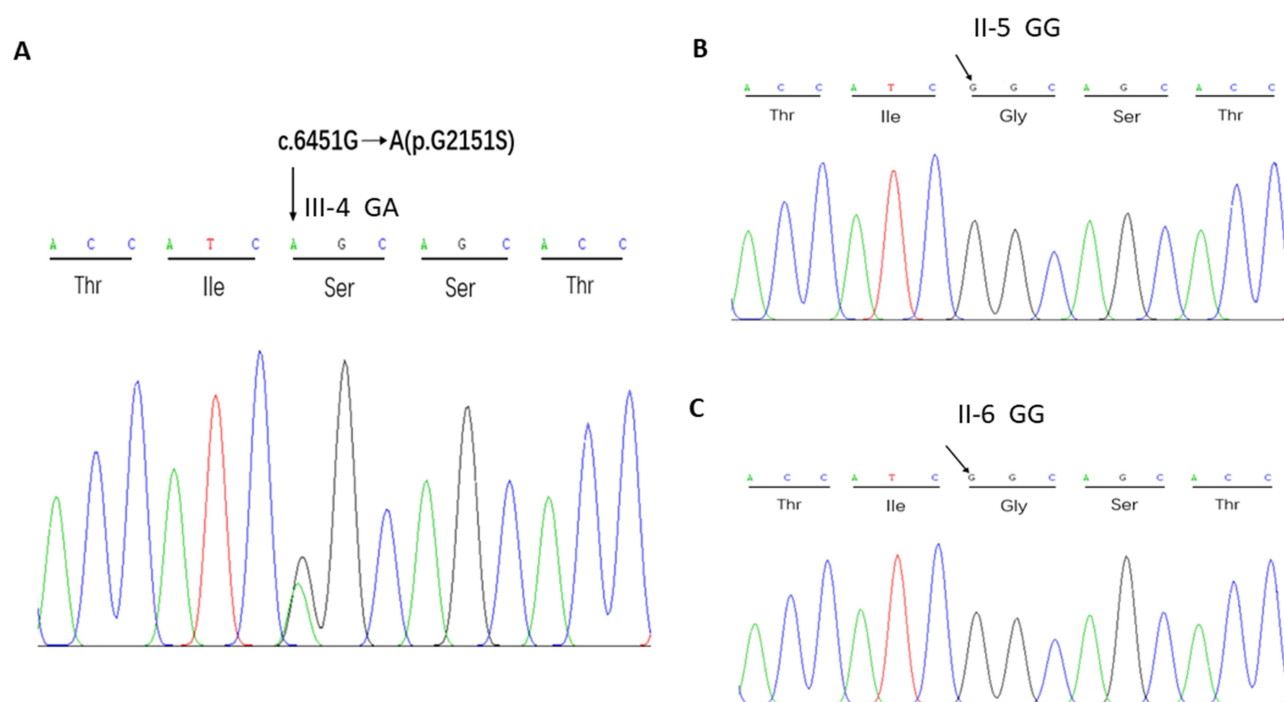 A
c.6451G→A(p.G2151S)
III-4 GA
A C C A T C A G C A G C A C C
Thr Ile Ser Ser Thr
B
II-5 GG
A C C A T C G G C A G C A C C
Thr Ile Gly Ser Thr
C
II-6 GG
A C C A T C G G C A G C A C C
Thr Ile Gly Ser Thr